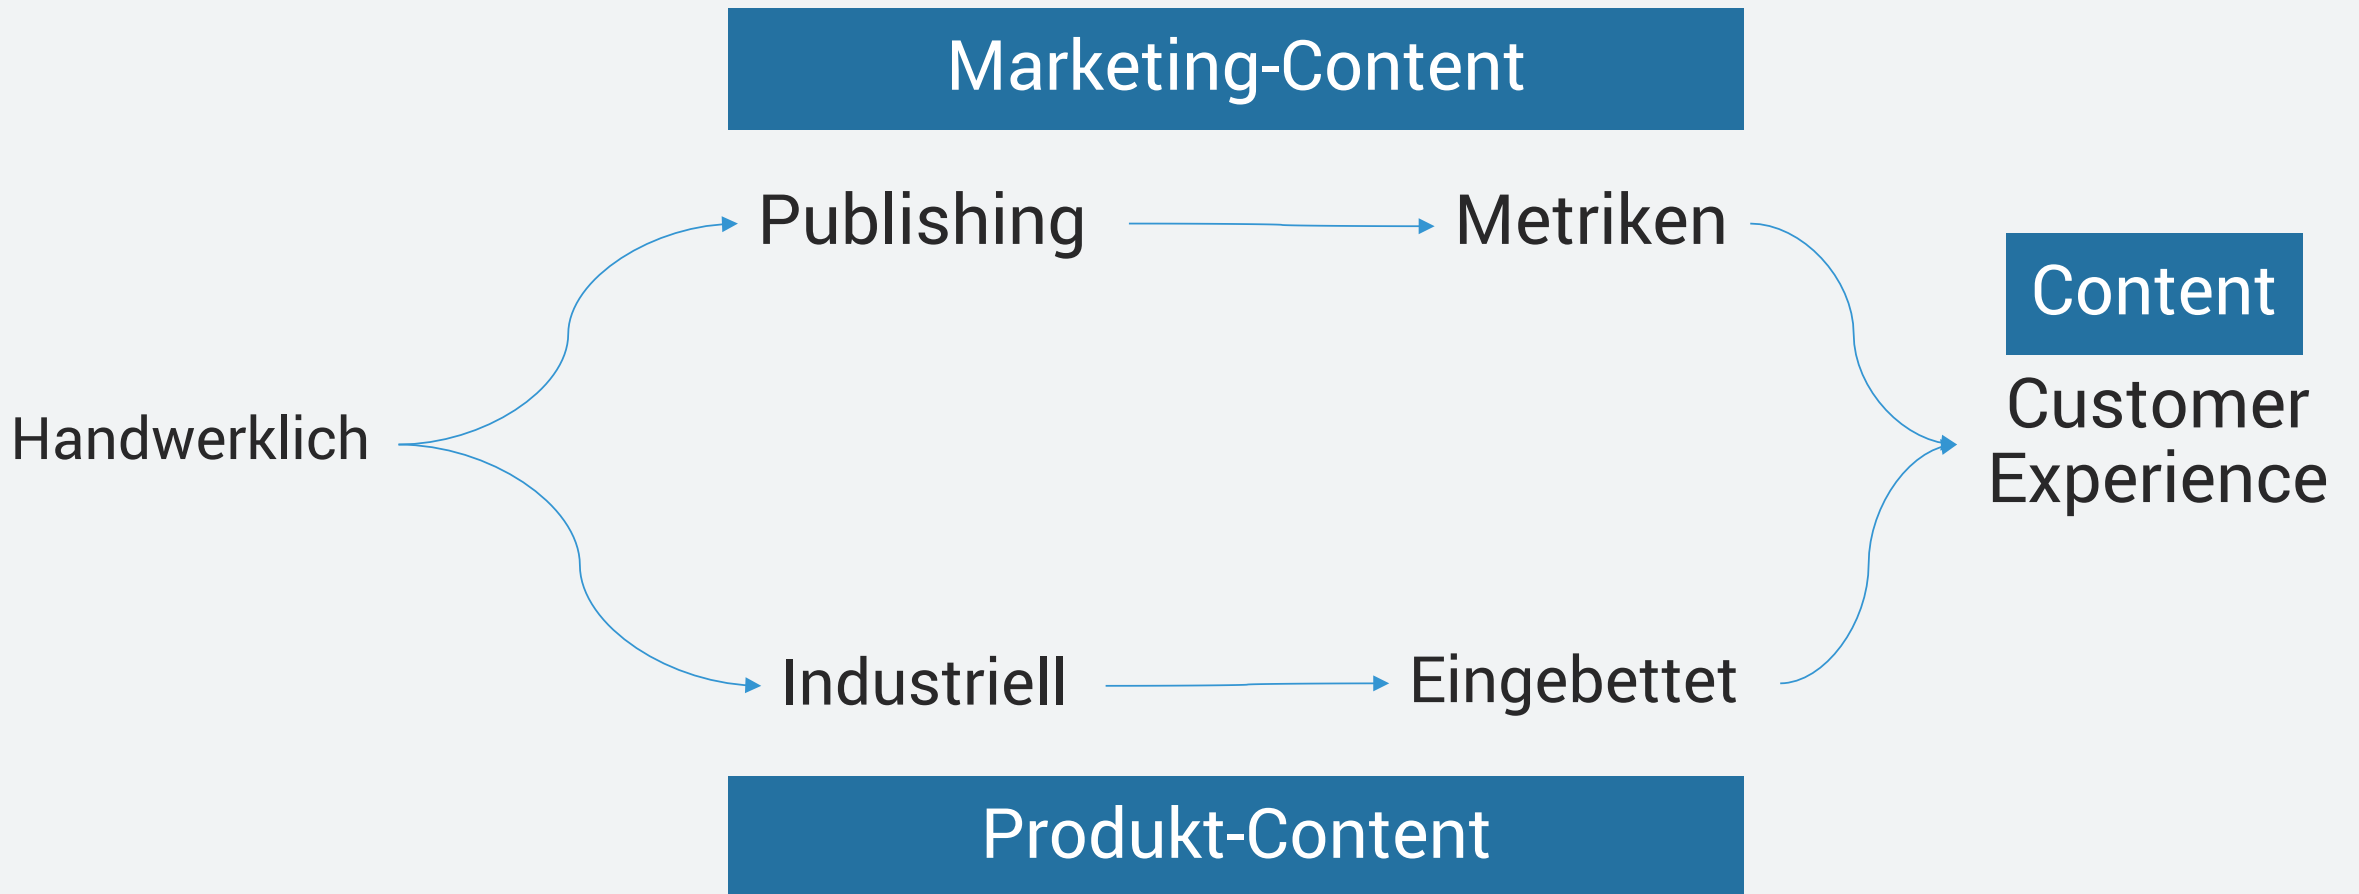 Marketing-Content
Publishing
Metriken
Content
Customer
Experience
Handwerklich
Industriell
Eingebettet
Produkt-Content